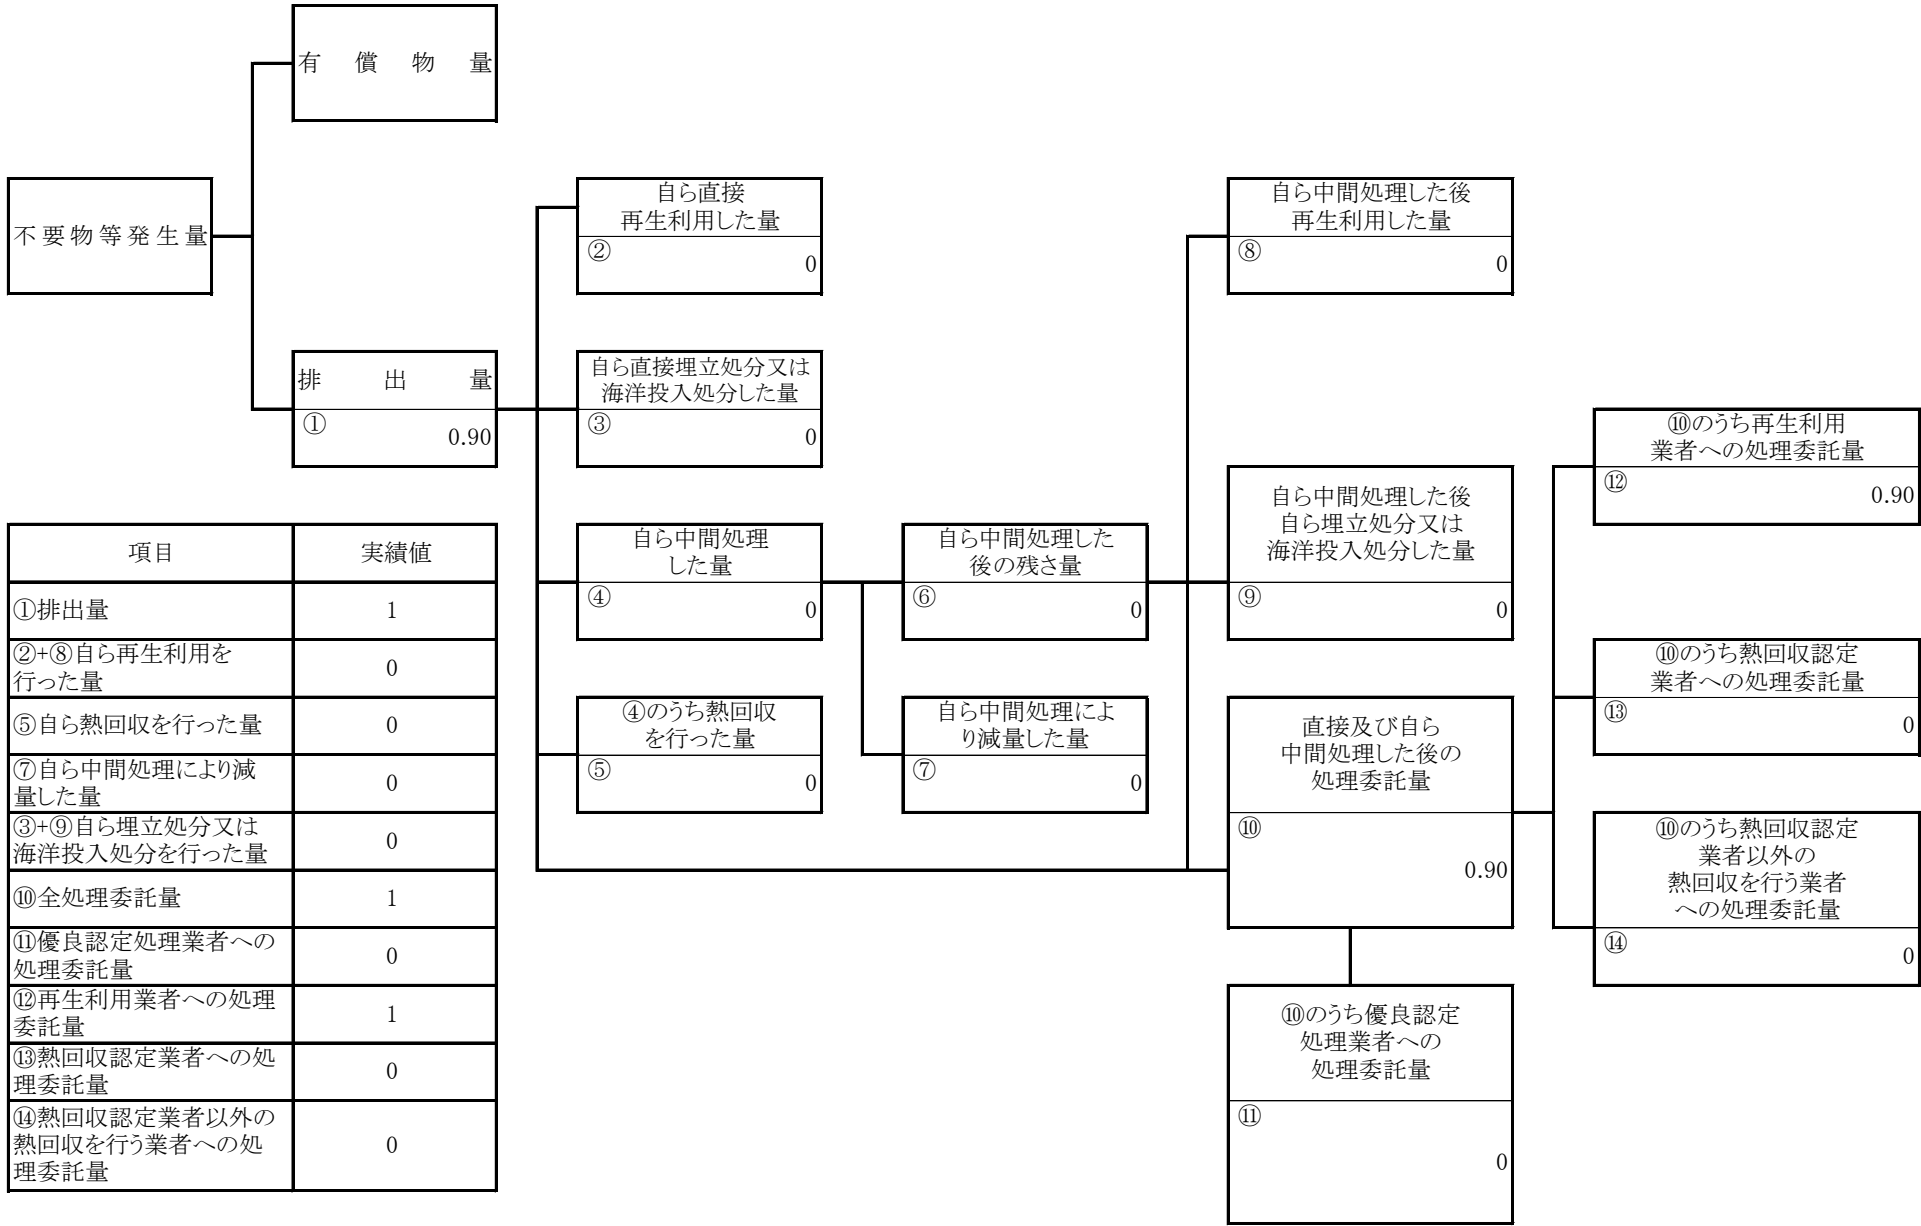 有償物量
不要物等発生量
排出量
①
0.90
自ら直接
再生利用した量
②
0
自ら直接埋立処分又は
海洋投入処分した量
③
0
自ら中間処理
した量
④
0
④のうち熱回収
を行った量
⑤
0
自ら中間処理した
後の残さ量
⑥
0
自ら中間処理によ
り減量した量
⑦
0
自ら中間処理した後
再生利用した量
⑧
0
自ら中間処理した後
自ら埋立処分又は
海洋投入処分した量
⑨
0
直接及び自ら
中間処理した後の
処理委託量
⑩
0.90
⑩のうち優良認定
処理業者への
処理委託量
⑪
0
⑩のうち再生利用
業者への処理委託量
⑫
0.90
⑩のうち熱回収認定
業者への処理委託量
⑬
0
⑩のうち熱回収認定
業者以外の
熱回収を行う業者
への処理委託量
⑭
0
項目 実績値
①排出量 1
②+⑧自ら再生利用を
行った量 0
⑤自ら熱回収を行った量 0
⑦自ら中間処理により減
量した量 0
③+⑨自ら埋立処分又は
海洋投入処分を行った量 0
⑩全処理委託量 1
⑪優良認定処理業者への
処理委託量 0
⑫再生利用業者への処理
委託量 1
⑬熱回収認定業者への処
理委託量 0
⑭熱回収認定業者以外の
熱回収を行う業者への処
理委託量 0